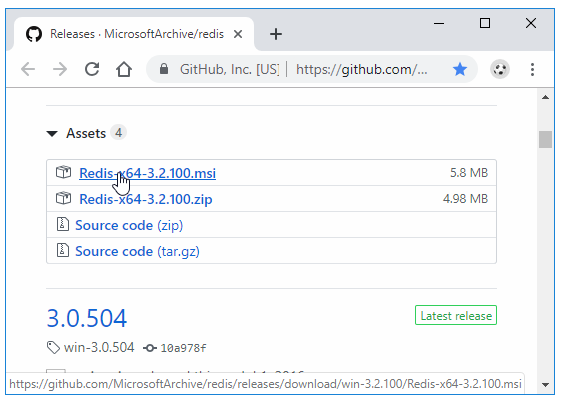 Releases · MicrosoftArchive/redis
GitHub, Inc. [US] https://github.com/...
Assets 4
Redis-x64-3.2.100.msi 5.8 MB
Redis-x64-3.2.100.zip 4.98 MB
Source code (zip)
Source code (tar.gz)
3.0.504 Latest release
win-3.0.504 10a978f
https://github.com/MicrosoftArchive/redis/releases/download/win-3.2.100/Redis-x64-3.2.100.msi